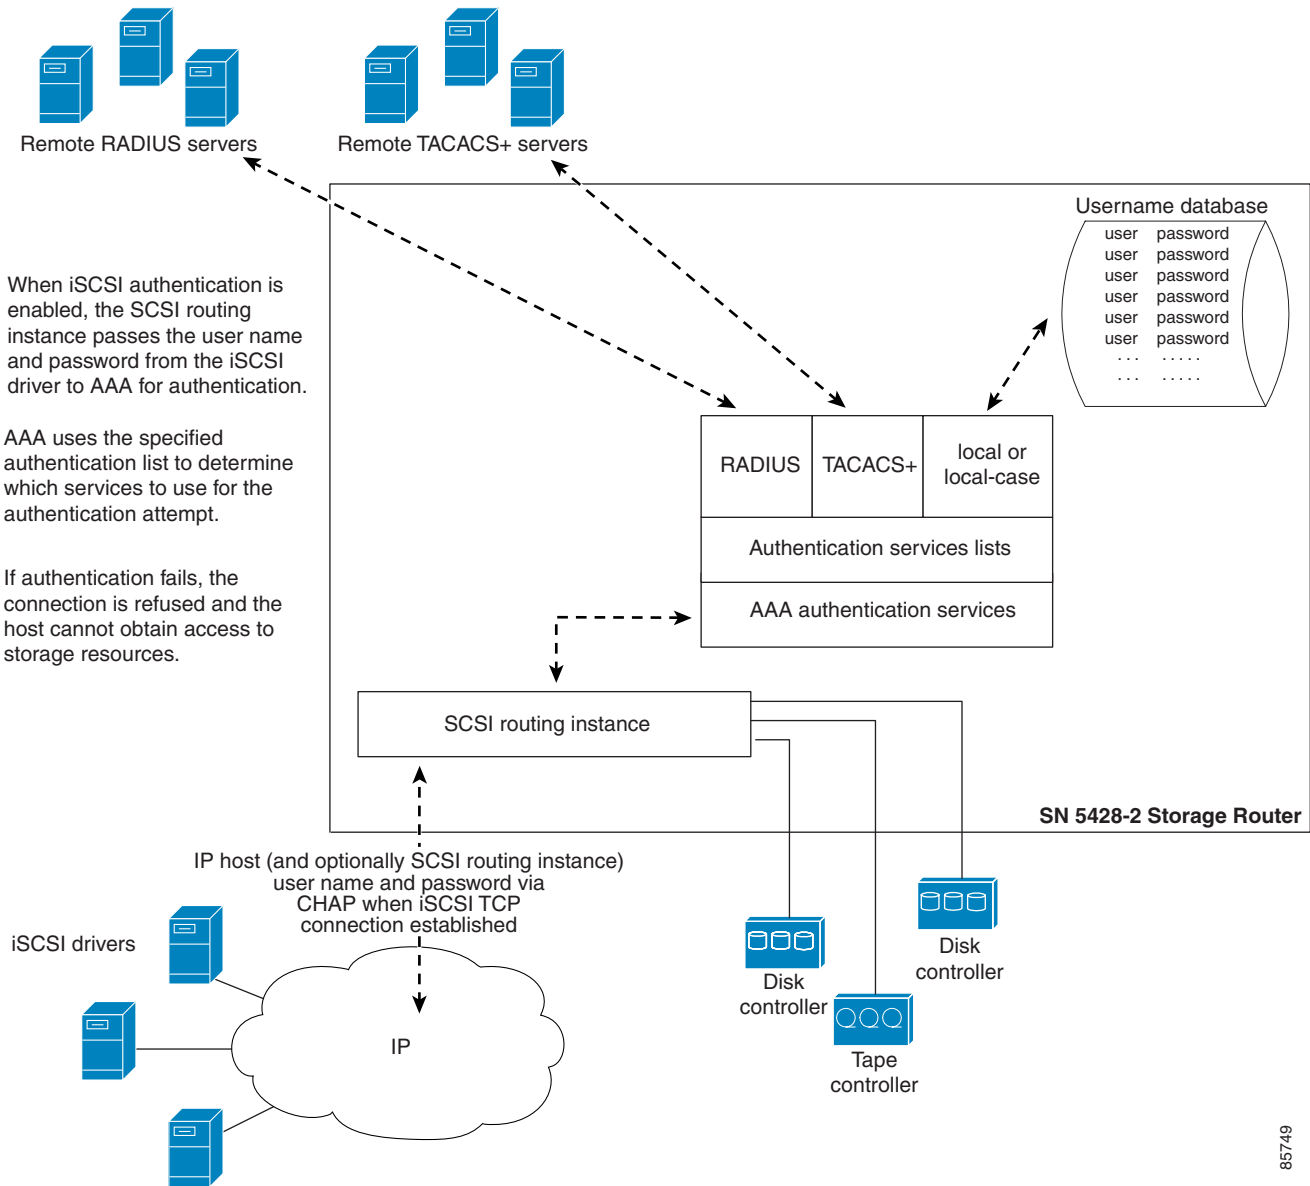 Remote RADIUS servers
Remote TACACS+ servers
Username database
user password
user password
user password
user password
user password
user password
... .....
... .....
When iSCSI authentication is
enabled, the SCSI routing
instance passes the user name
and password from the iSCSI
driver to AAA for authentication.
AAA uses the specified
authentication list to determine
which services to use for the
authentication attempt.
If authentication fails, the
connection is refused and the
host cannot obtain access to
storage resources.
RADIUS
TACACS+
local or
local-case
Authentication services lists
AAA authentication services
SCSI routing instance
SN 5428-2 Storage Router
IP host (and optionally SCSI routing instance)
user name and password via
CHAP when iSCSI TCP
connection established
iSCSI drivers
IP
Disk
controller
Tape
controller
Disk
controller
85749